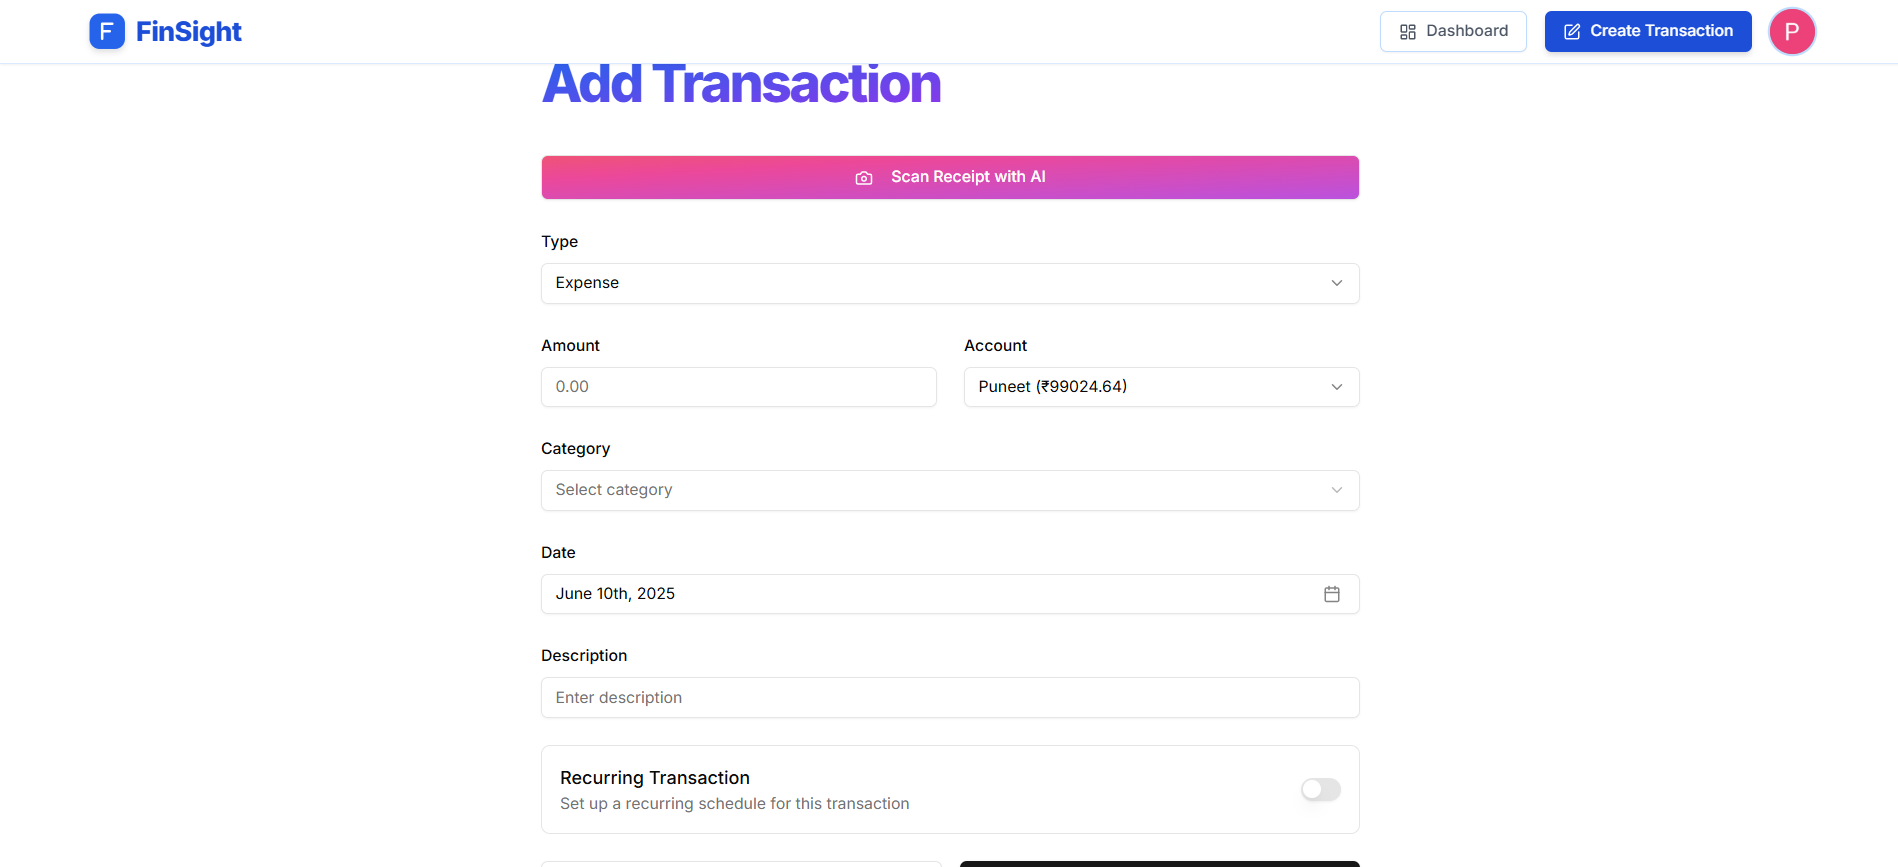 F FinSight
Dashboard
Create Transaction
P
Add Transaction
Scan Receipt with AI
Type
Expense
Amount
Account
0.00
Puneet (₹99024.64)
Category
Select category
Date
June 10th, 2025
Description
Enter description
Recurring Transaction
Set up a recurring schedule for this transaction